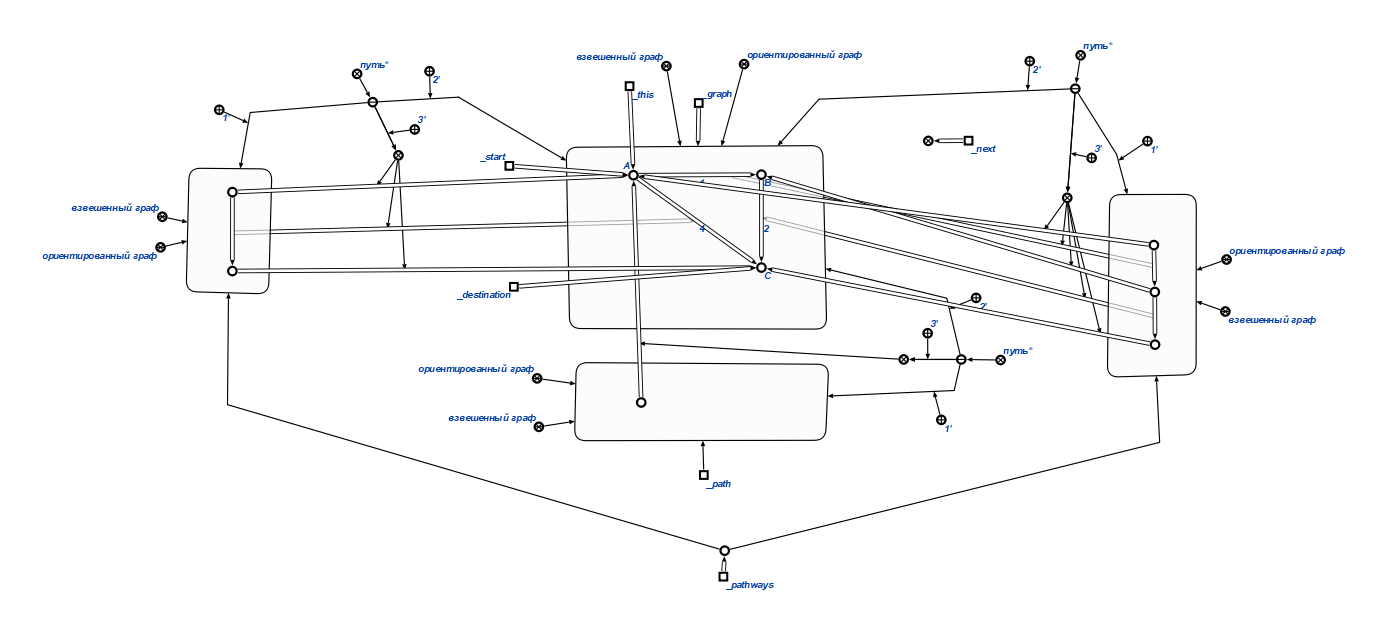 путь*
взвешенный граф
ориентированный граф
путь*
2'
2'
_this
_graph
1'
3'
_next
3'
1'
_start
A
B
взвешенный граф
4
2
ориентированный граф
ориентированный граф
C
_destination
2'
взвешенный граф
3'
путь*
ориентированный граф
взвешенный граф
1'
_path
_pathways